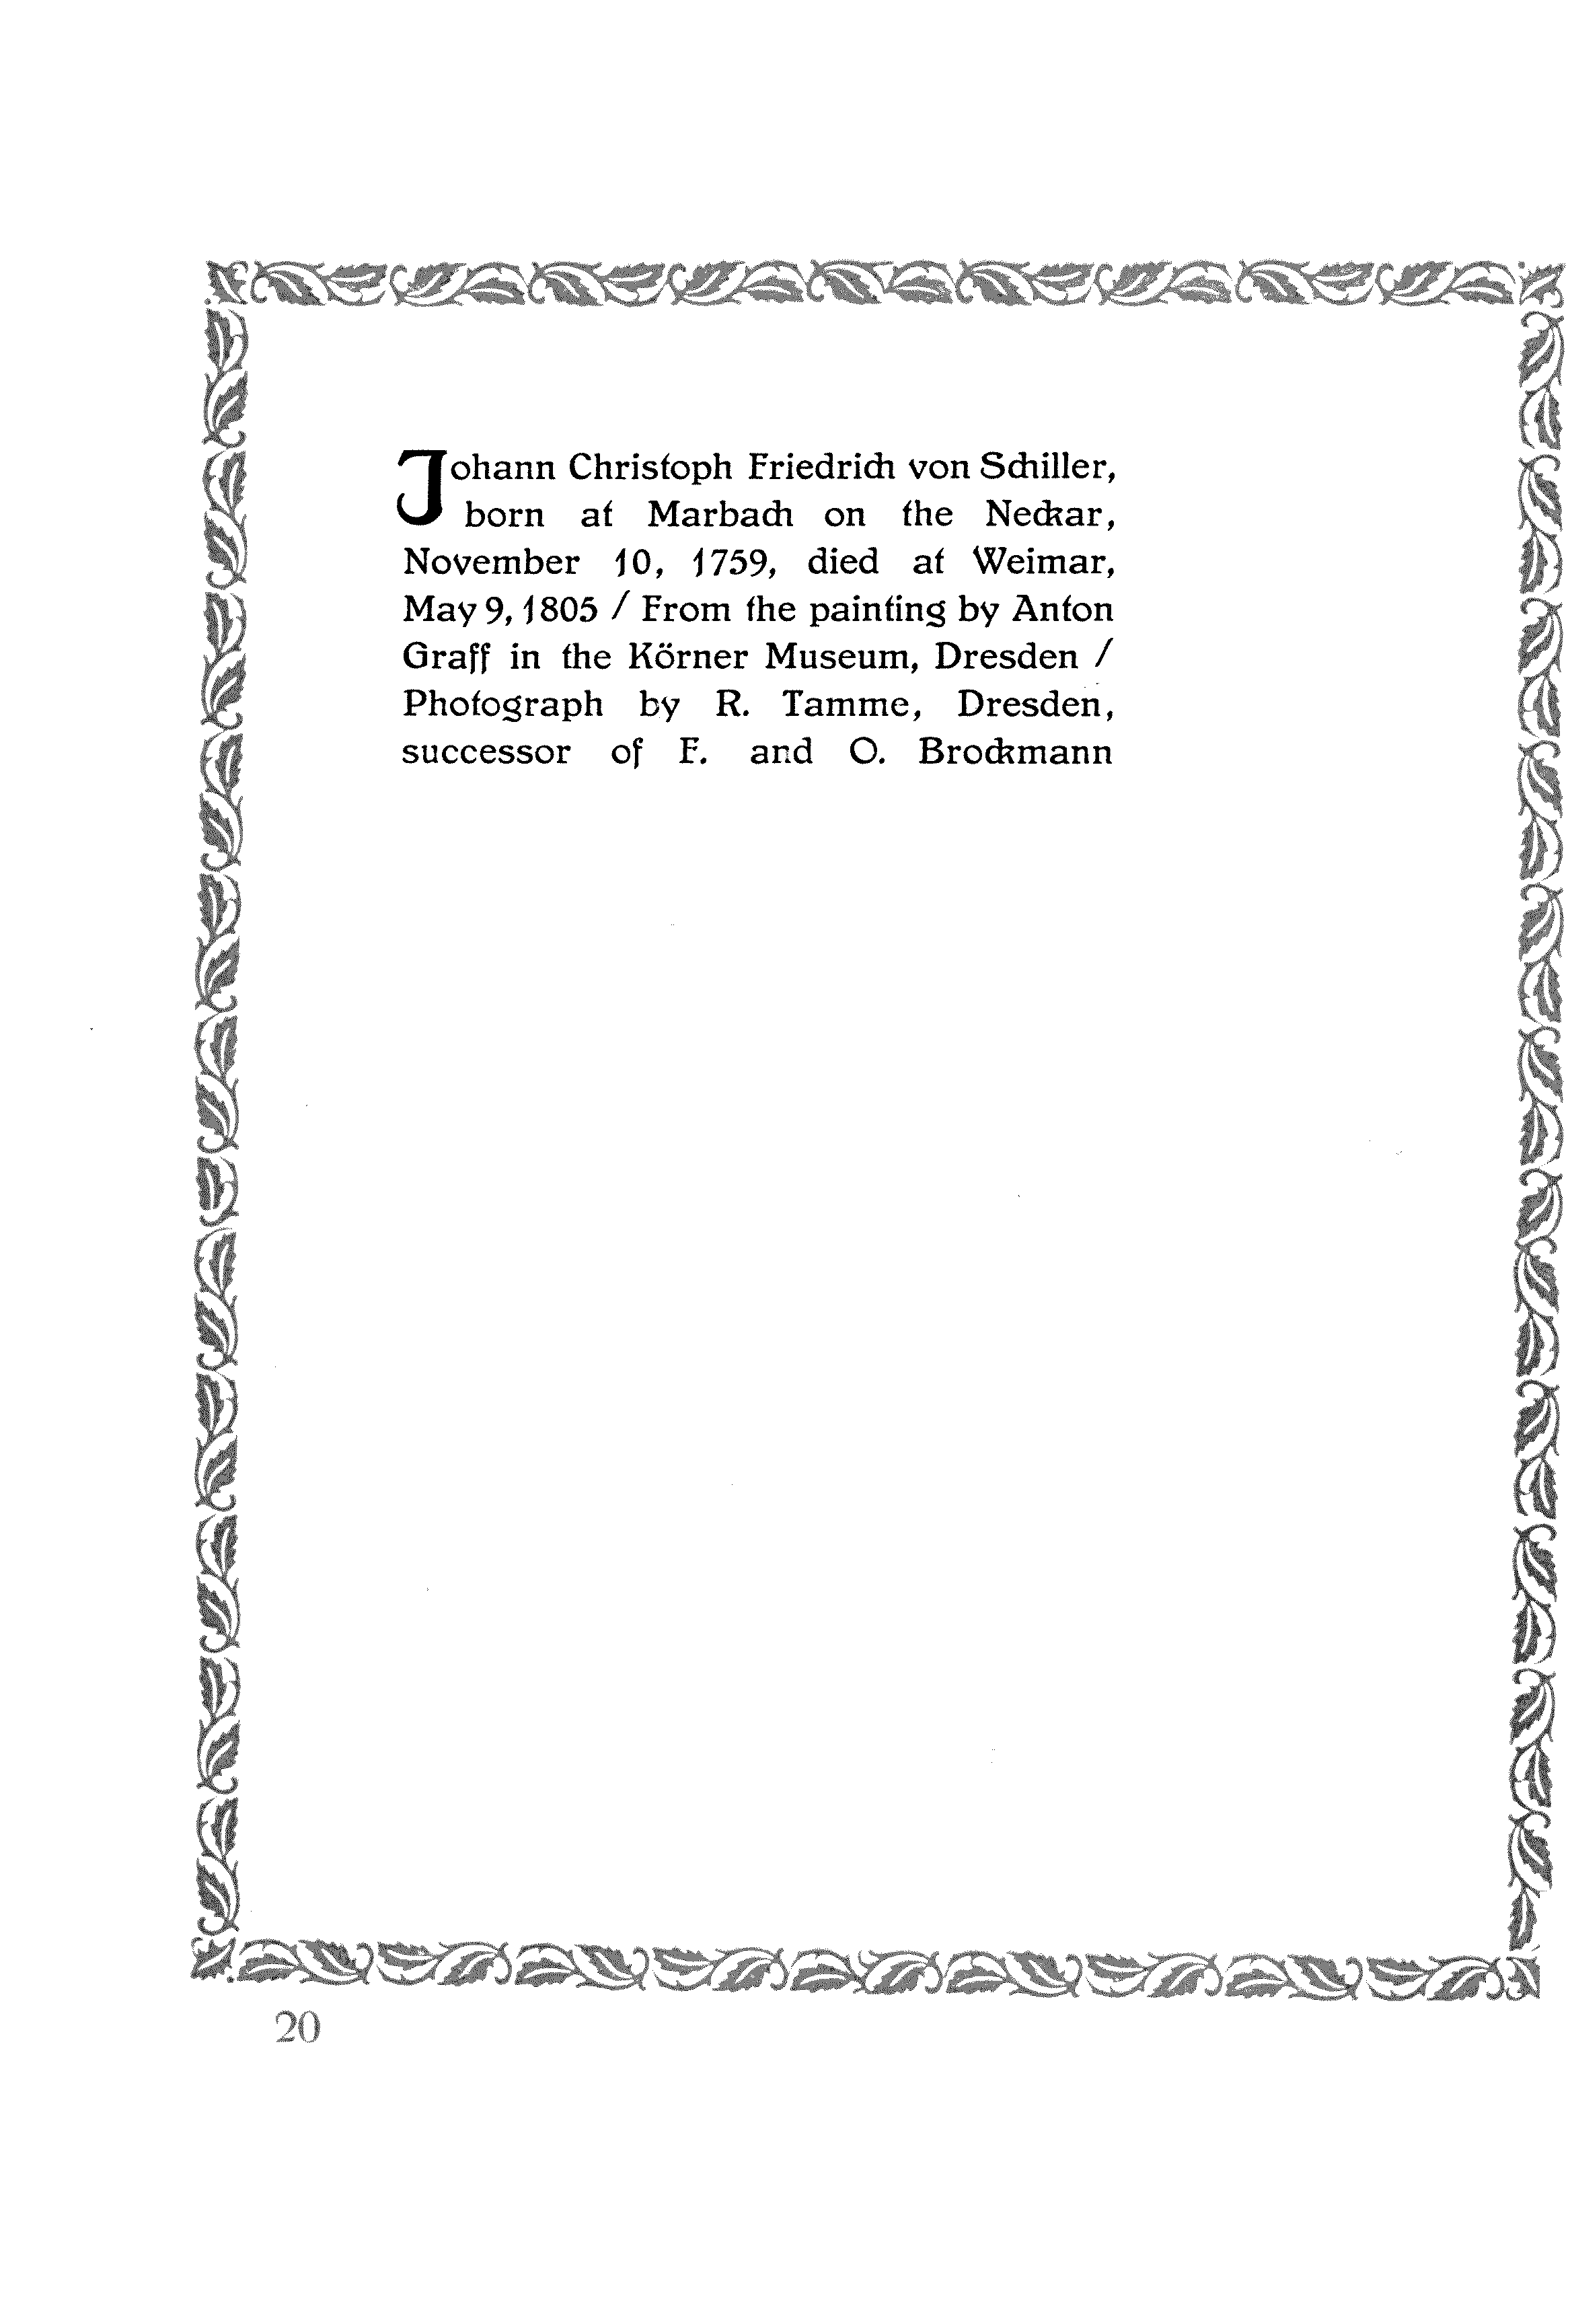 Johann Christoph Friedrich von Schiller,
born at Marbach on the Neckar,
November 10, 1759, died at Weimar,
May 9, 1805 / From the painting by Anton
Graff in the Körner Museum, Dresden /
Photograph by R. Tamme, Dresden,
successor of F. and O. Brockmann
20